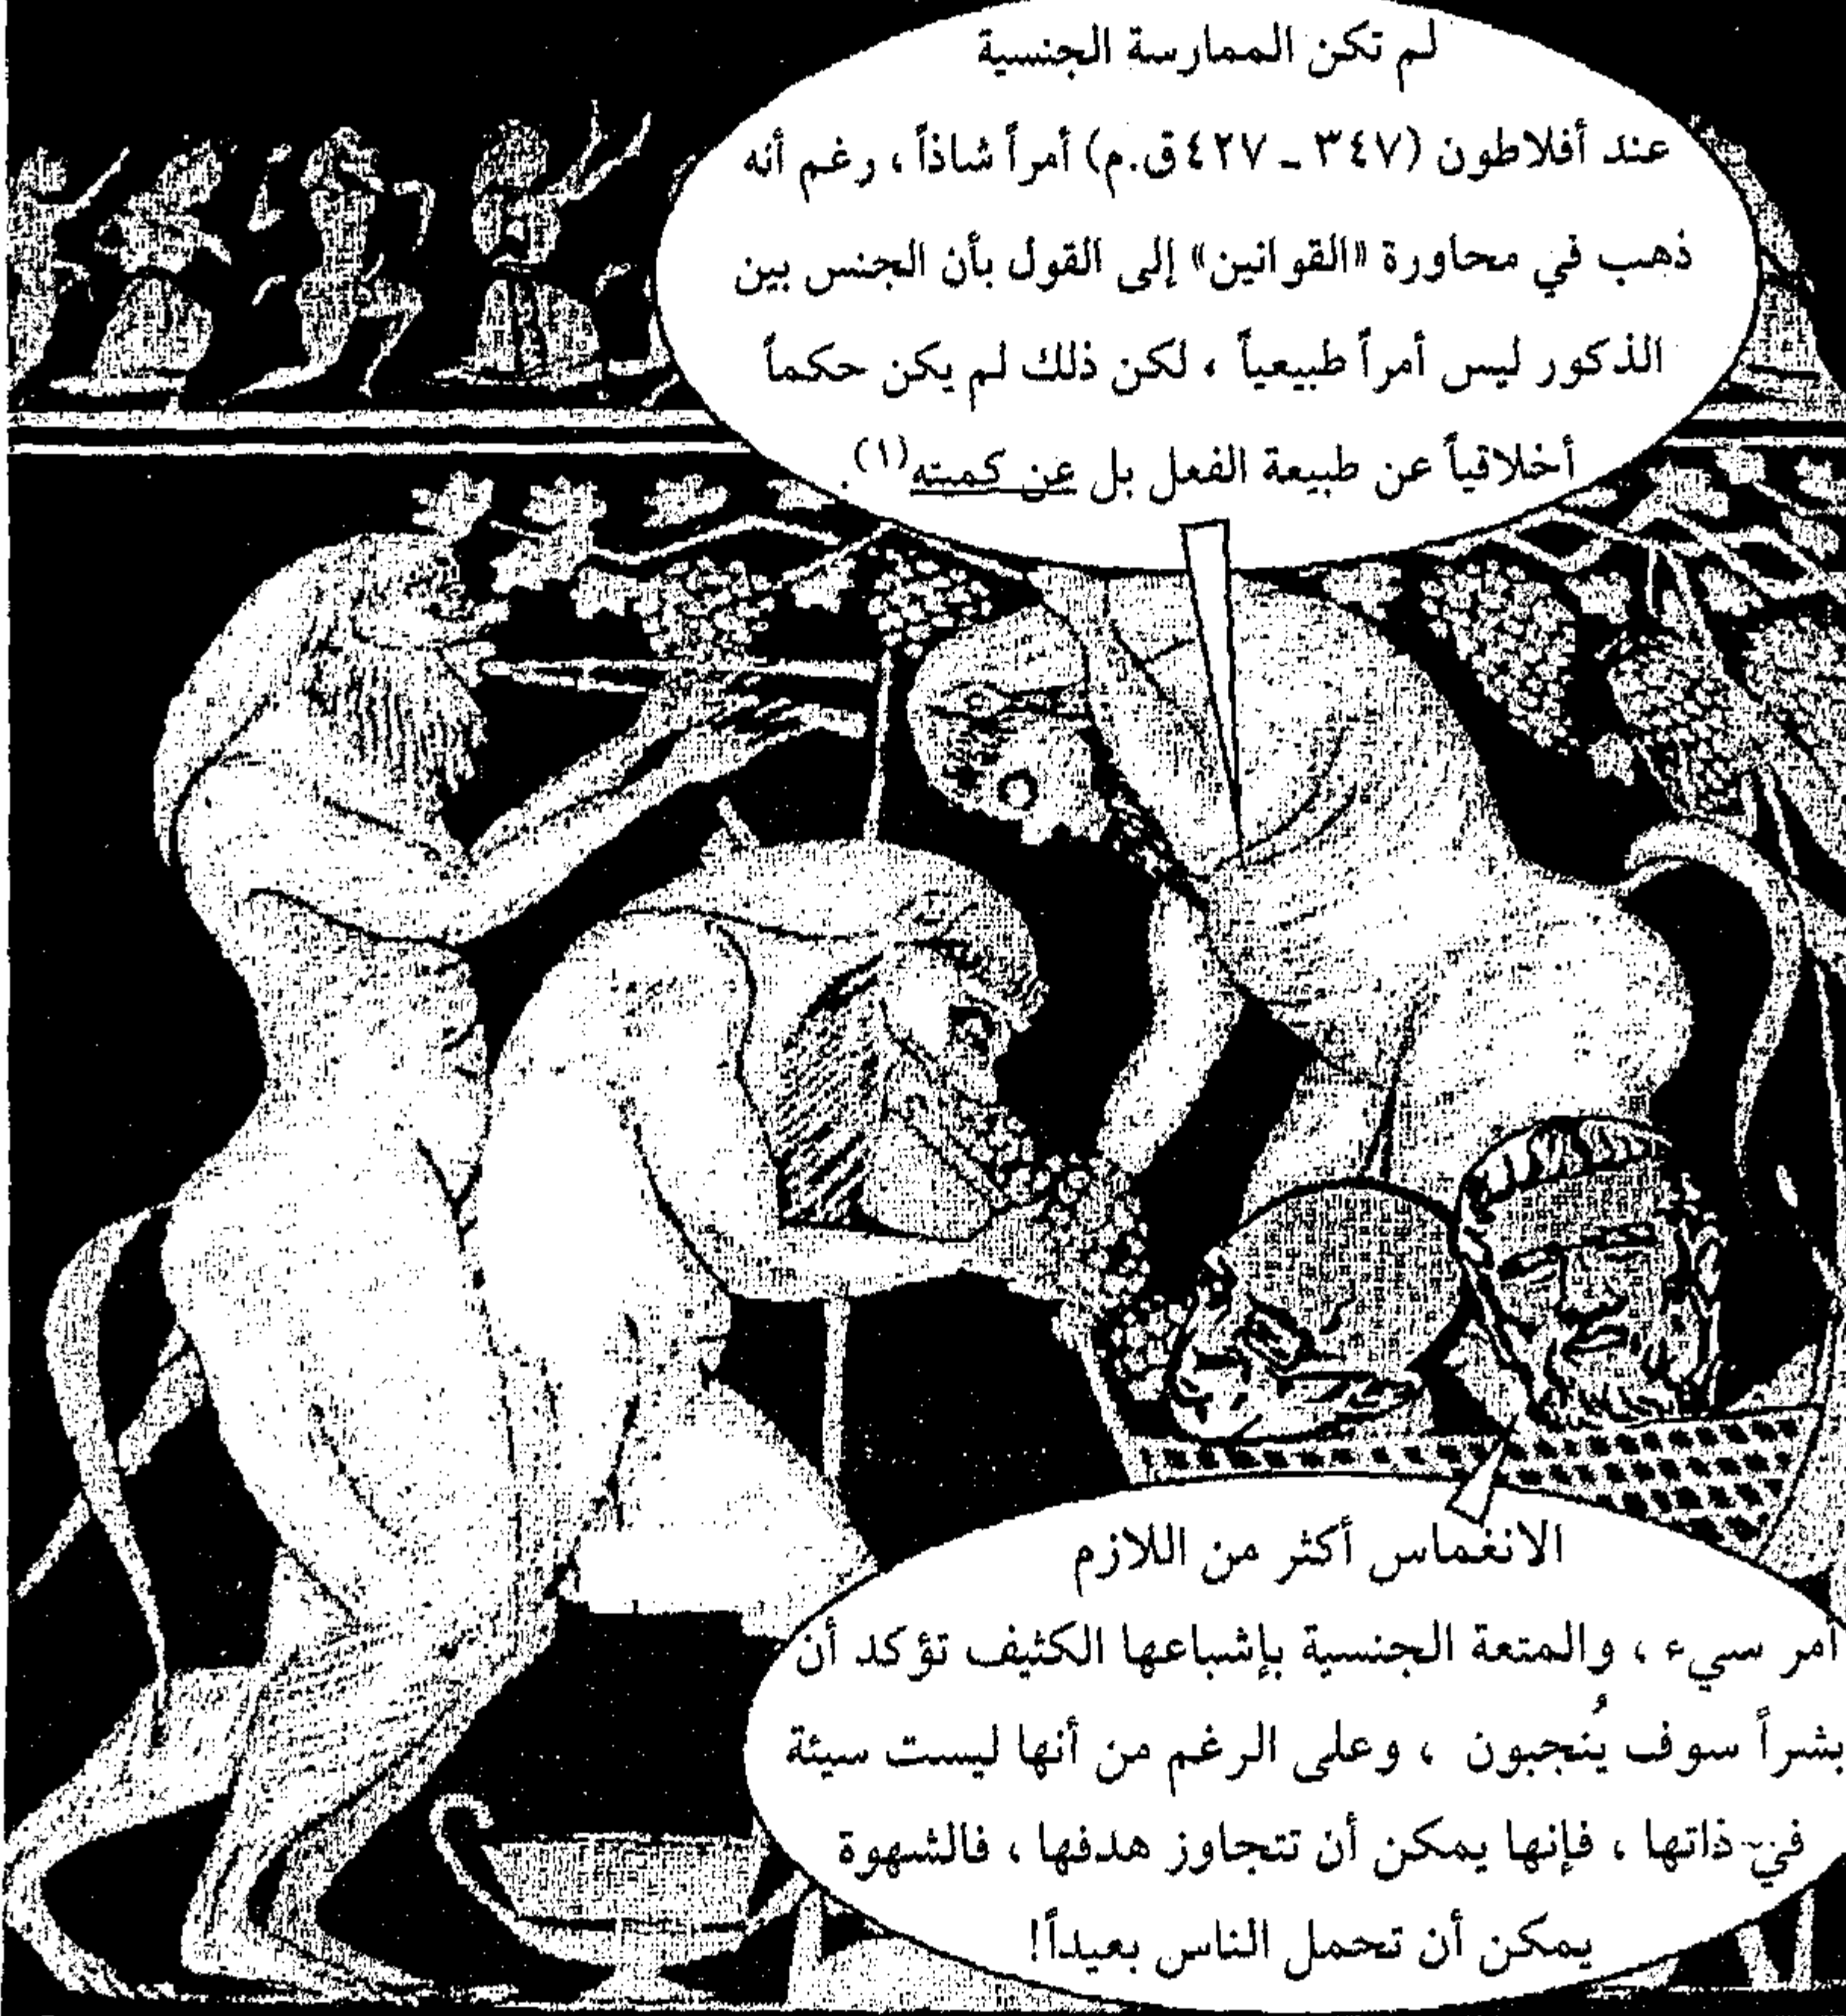 لم تكن الممارسة الجنسية
عند أفلاطون (٣٤٧ ـ ٤٢٧ق.م) أمراً شاذاً ، رغم أنه
ذهب في محاورة «القوانين» إلى القول بأن الجنس بين
الذكور ليس أمراً طبيعياً ، لكن ذلك لم يكن حكماً
أخلاقياً عن طبيعة الفعل بل عن كميته(١).
الانغماس أكثر من اللازم
أمر سيء ، والمتعة الجنسية بإشباعها الكثيف تؤكد أن
بشراً سوف يُنجبون ، وعلى الرغم من أنها ليست سيئة
في ذاتها ، فإنها يمكن أن تتجاوز هدفها ، فالشهوة
يمكن أن تحمل الناس بعيداً!